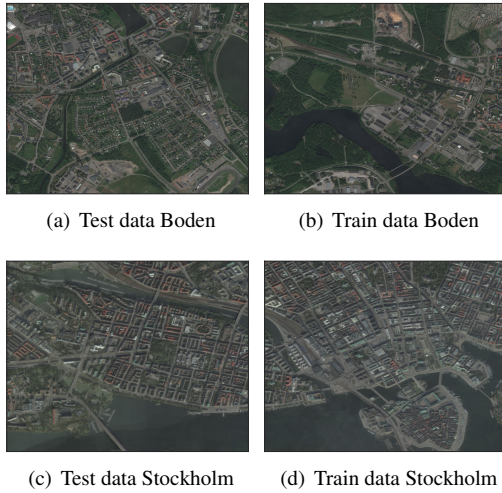 (a) Test data Boden
(b) Train data Boden
(c) Test data Stockholm
(d) Train data Stockholm